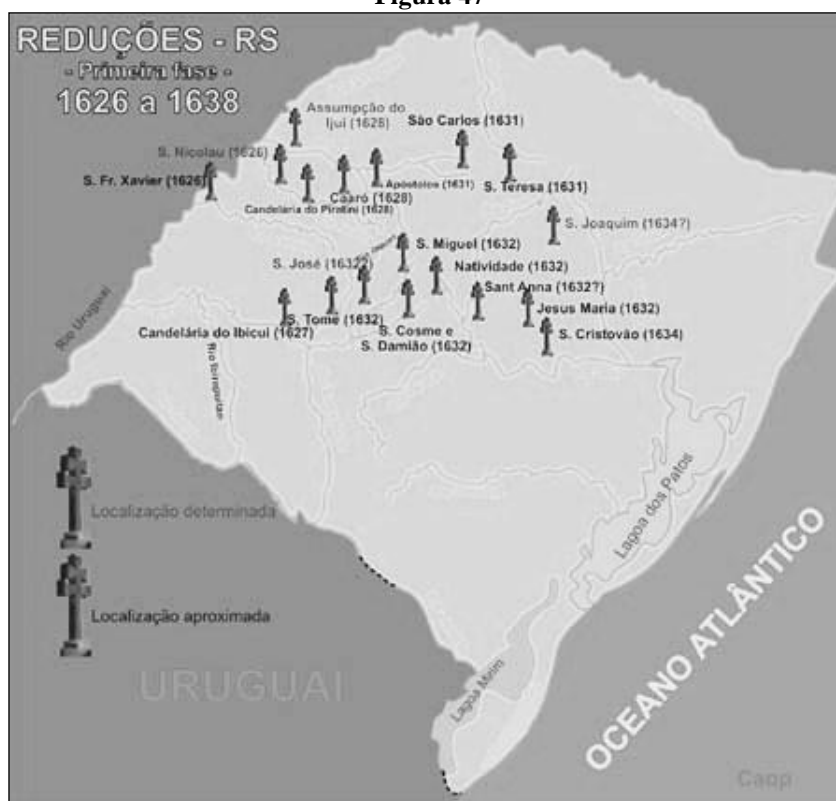 Figura 47
REDUÇÕES - RS
- Primeira fase -
1626 a 1638
Assumpção do
Ijuí (1628)
São Carlos (1631)
S. Nicolau (1626)
S. Fr. Xavier (1626)
Apóstolos (1631)
S. Teresa (1631)
Caaró (1628)
Candelária do Piratini (1628)
S. Joaquim (1634?)
S. Miguel (1632)
S. José (1632?)
Natividade (1632)
Sant Anna (1632?)
Jesus Maria (1632)
S. Tomé (1632)
Candelária do Ibicuí (1627)
S. Cosme e
S. Damião (1632)
S. Cristovão (1634)
Rio Uruguai
Rio Ibirapuitan
Localização determinada
Localização aproximada
Lagoa dos Patos
URUGUAI
Lagoa Mirim
OCEANO ATLÂNTICO